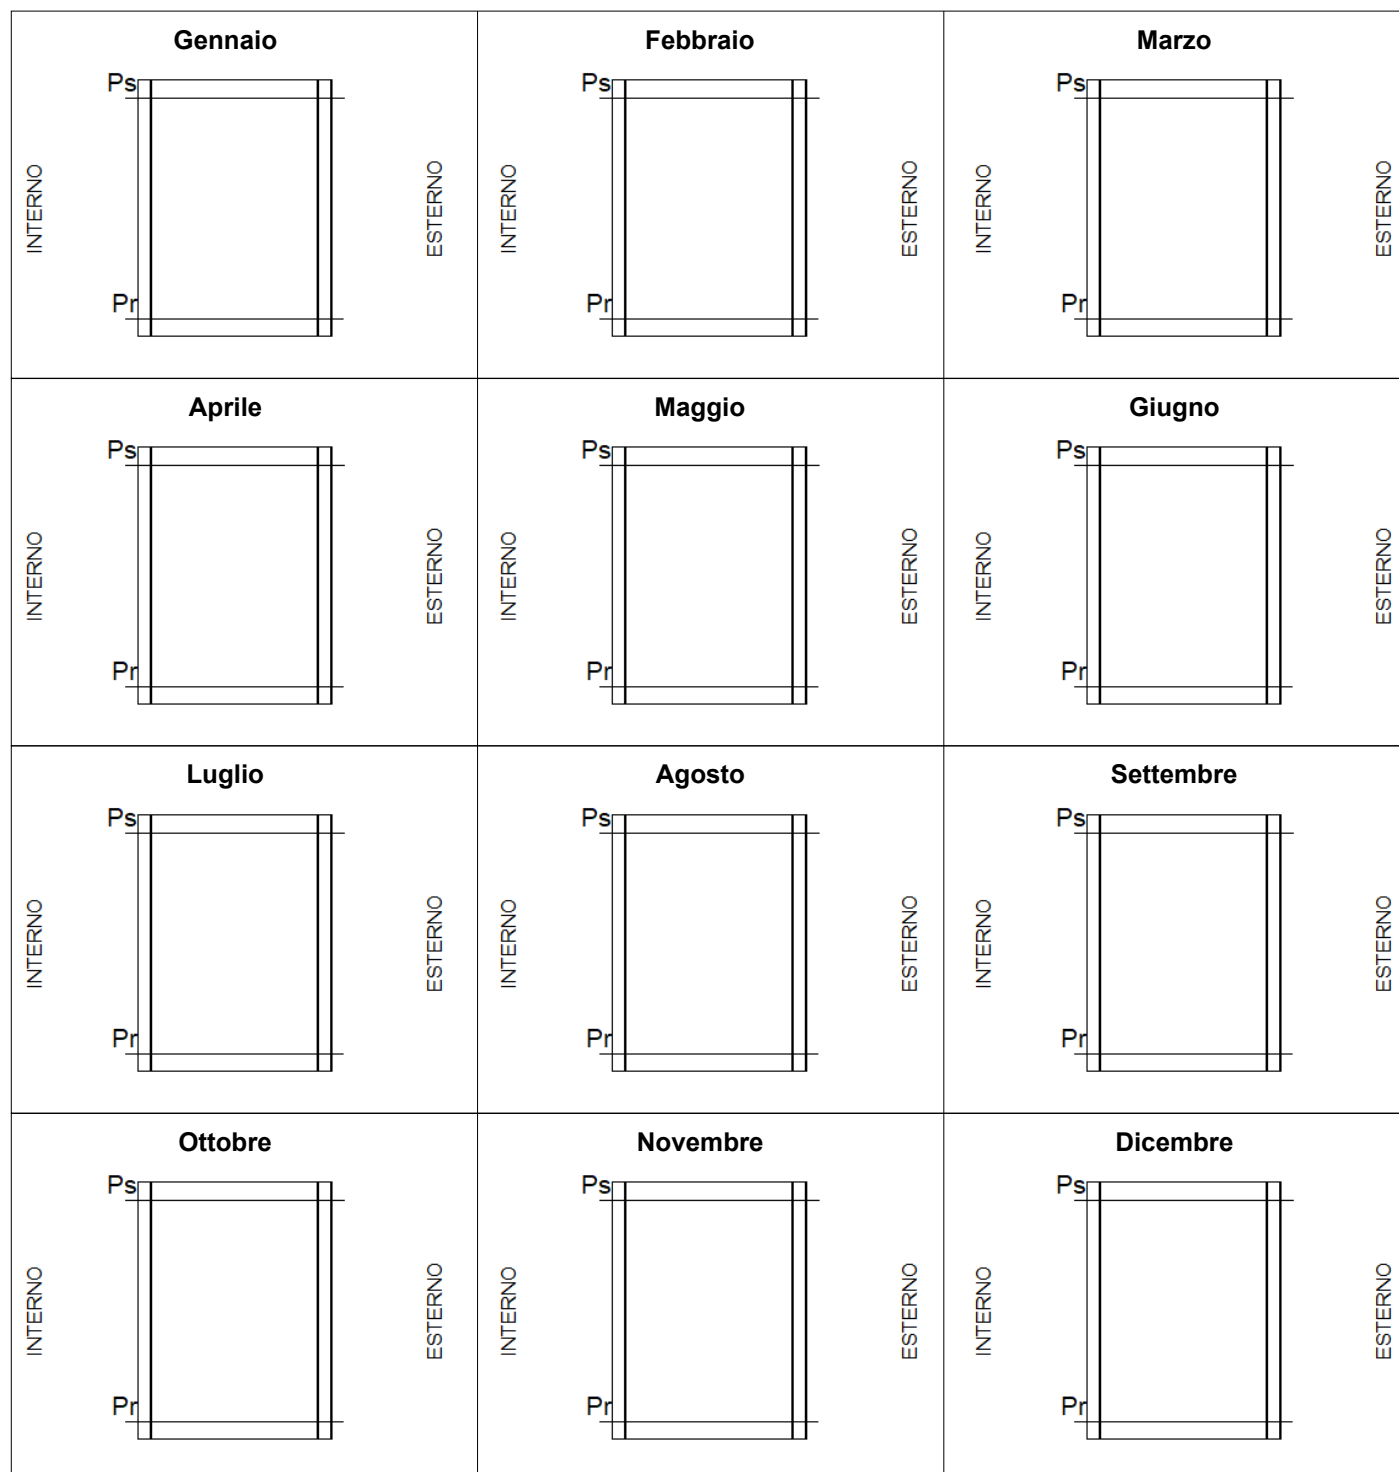 Gennaio
Febbraio
Marzo
Ps
Ps
Ps
INTERNO
ESTERNO
INTERNO
ESTERNO
INTERNO
ESTERNO
Pr
Pr
Pr
Aprile
Maggio
Giugno
Ps
Ps
Ps
INTERNO
ESTERNO
INTERNO
ESTERNO
INTERNO
ESTERNO
Pr
Pr
Pr
Luglio
Agosto
Settembre
Ps
Ps
Ps
INTERNO
ESTERNO
INTERNO
ESTERNO
INTERNO
ESTERNO
Pr
Pr
Pr
Ottobre
Novembre
Dicembre
Ps
Ps
Ps
INTERNO
ESTERNO
INTERNO
ESTERNO
INTERNO
ESTERNO
Pr
Pr
Pr